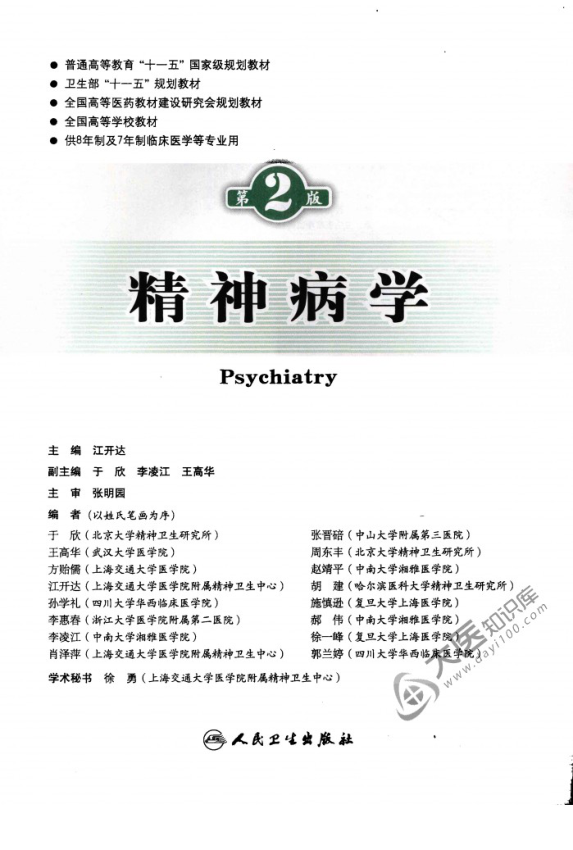 ● 普通高等教育“十一五”国家级规划教材
● 卫生部“十一五”规划教材
● 全国高等医药教材建设研究会规划教材
● 全国高等学校教材
● 供8年制及7年制临床医学等专业用
第2版
精神病学
Psychiatry
主 编 江开达
副主编 于 欣 李凌江 王高华
主 审 张明园
编 者（以姓氏笔画为序）
于 欣（北京大学精神卫生研究所）
王高华（武汉大学医学院）
方贻儒（上海交通大学医学院）
江开达（上海交通大学医学院附属精神卫生中心）
孙学礼（四川大学华西临床医学院）
李惠春（浙江大学医学院附属第二医院）
李凌江（中南大学湘雅医学院）
肖泽萍（上海交通大学医学院附属精神卫生中心）
张晋碚（中山大学附属第三医院）
周东丰（北京大学精神卫生研究所）
赵靖平（中南大学湘雅医学院）
胡 建（哈尔滨医科大学精神卫生研究所）
施慎逊（复旦大学上海医学院）
郝 伟（中南大学湘雅医学院）
徐一峰（复旦大学上海医学院）
郭兰婷（四川大学华西临床医学院）
学术秘书 徐 勇（上海交通大学医学院附属精神卫生中心）
人民卫生出版社
大医知识库
www.dayi100.com